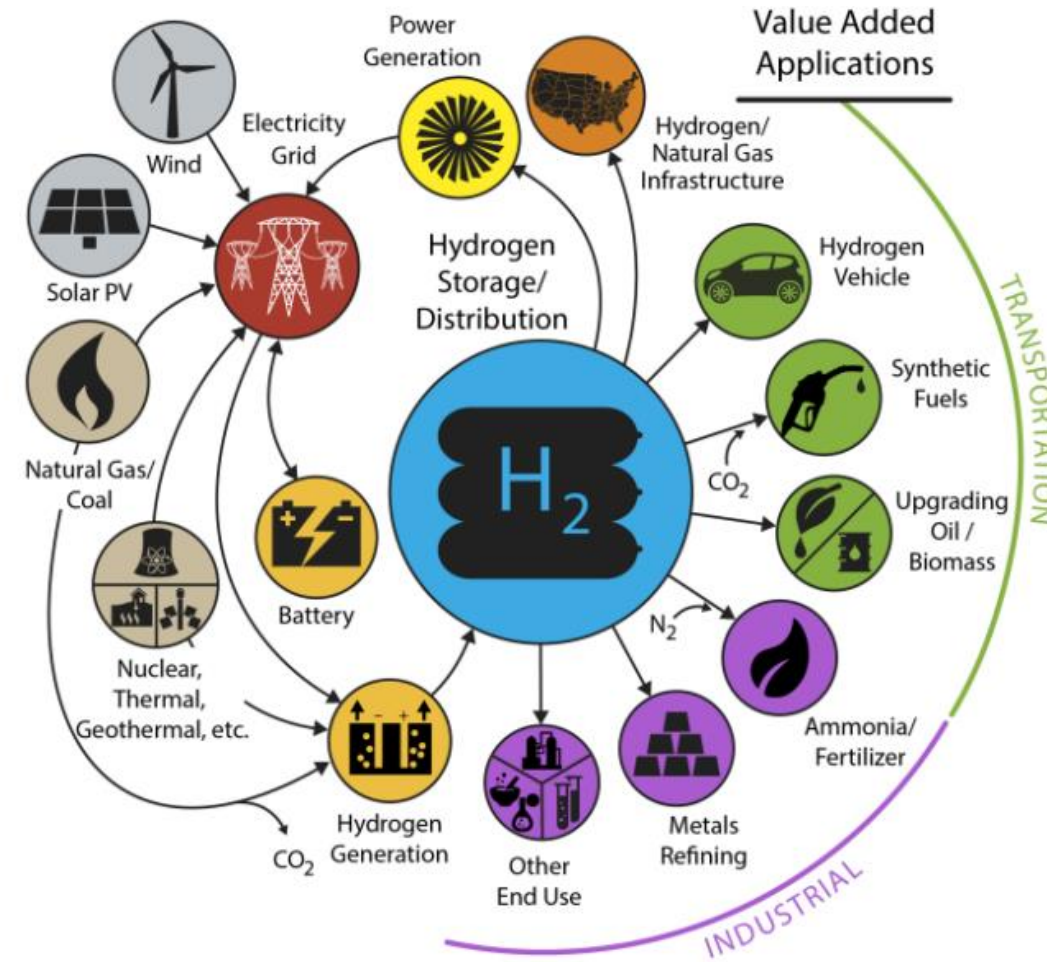 Value Added
Applications
Power
Generation
Electricity
Grid
Wind
Hydrogen/
Natural Gas
Infrastructure
Solar PV
Hydrogen
Storage/
Distribution
Hydrogen
Vehicle
TRANSPORTATION
Synthetic
Fuels
H₂
CO₂
Natural Gas/
Coal
Upgrading
Oil /
Biomass
+ -
Battery
N₂
Nuclear,
Thermal,
Geothermal, etc.
- +
Ammonia/
Fertilizer
Hydrogen
Generation
CO₂
Metals
Refining
Other
End Use
INDUSTRIAL